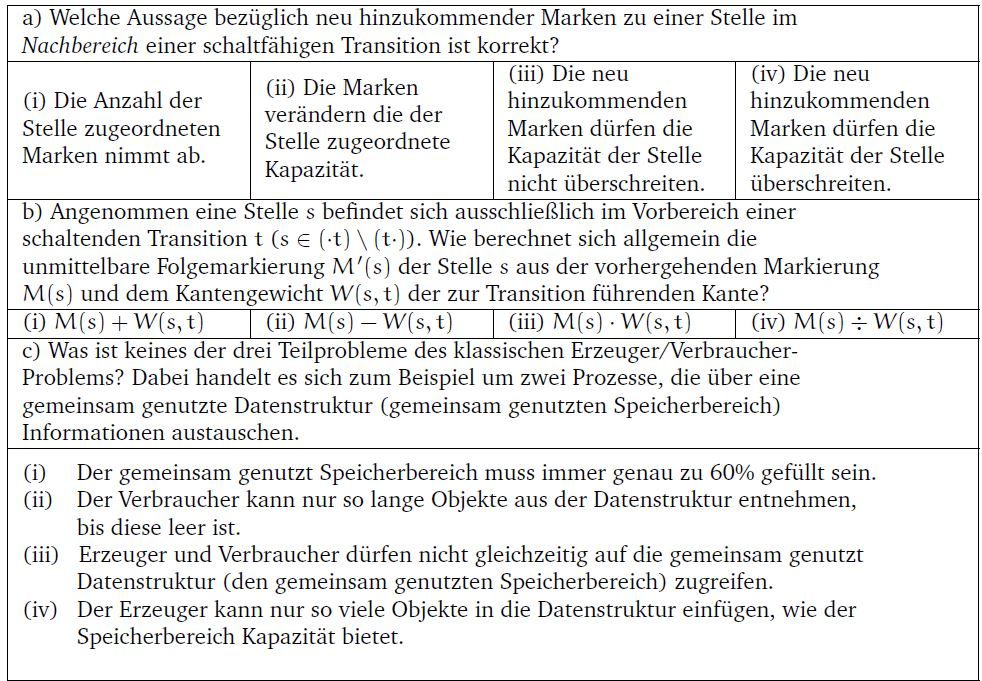 a) Welche Aussage bezüglich neu hinzukommender Marken zu einer Stelle im
Nachbereich einer schaltfähigen Transition ist korrekt?
(i) Die Anzahl der
Stelle zugeordneten
Marken nimmt ab.
(ii) Die Marken
verändern die der
Stelle zugeordnete
Kapazität.
(iii) Die neu
hinzukommenden
Marken dürfen die
Kapazität der Stelle
nicht überschreiten.
(iv) Die neu
hinzukommenden
Marken dürfen die
Kapazität der Stelle
überschreiten.
b) Angenommen eine Stelle s befindet sich ausschließlich im Vorbereich einer
schaltenden Transition t (s ∈ (·t) \ (t·)). Wie berechnet sich allgemein die
unmittelbare Folgemarkierung M′(s) der Stelle s aus der vorhergehenden Markierung
M(s) und dem Kantengewicht W(s, t) der zur Transition führenden Kante?
(i) M(s) + W(s, t)
(ii) M(s) − W(s, t)
(iii) M(s) · W(s, t)
(iv) M(s) ÷ W(s, t)
c) Was ist keines der drei Teilprobleme des klassischen Erzeuger/Verbraucher-
Problems? Dabei handelt es sich zum Beispiel um zwei Prozesse, die über eine
gemeinsam genutzte Datenstruktur (gemeinsam genutzten Speicherbereich)
Informationen austauschen.
(i) Der gemeinsam genutzt Speicherbereich muss immer genau zu 60% gefüllt sein.
(ii) Der Verbraucher kann nur so lange Objekte aus der Datenstruktur entnehmen,
bis diese leer ist.
(iii) Erzeuger und Verbraucher dürfen nicht gleichzeitig auf die gemeinsam genutzt
Datenstruktur (den gemeinsam genutzten Speicherbereich) zugreifen.
(iv) Der Erzeuger kann nur so viele Objekte in die Datenstruktur einfügen, wie der
Speicherbereich Kapazität bietet.